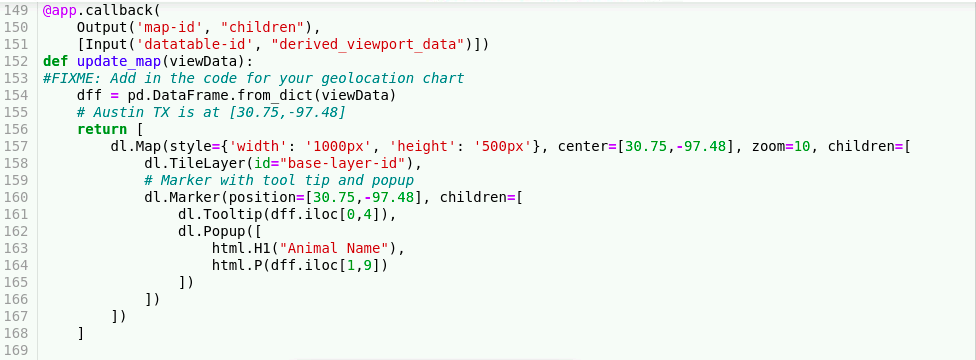 149 @app.callback(
150     Output('map-id', "children"),
151     [Input('datatable-id', "derived_viewport_data")])
152 def update_map(viewData):
153 #FIXME: Add in the code for your geolocation chart
154     dff = pd.DataFrame.from_dict(viewData)
155     # Austin TX is at [30.75,-97.48]
156     return [
157         dl.Map(style={'width': '1000px', 'height': '500px'}, center=[30.75,-97.48], zoom=10, children=[
158             dl.TileLayer(id="base-layer-id"),
159             # Marker with tool tip and popup
160             dl.Marker(position=[30.75,-97.48], children=[
161                 dl.Tooltip(dff.iloc[0,4]),
162                 dl.Popup([
163                     html.H1("Animal Name"),
164                     html.P(dff.iloc[1,9])
165                 ])
166             ])
167         ])
168     ]
169